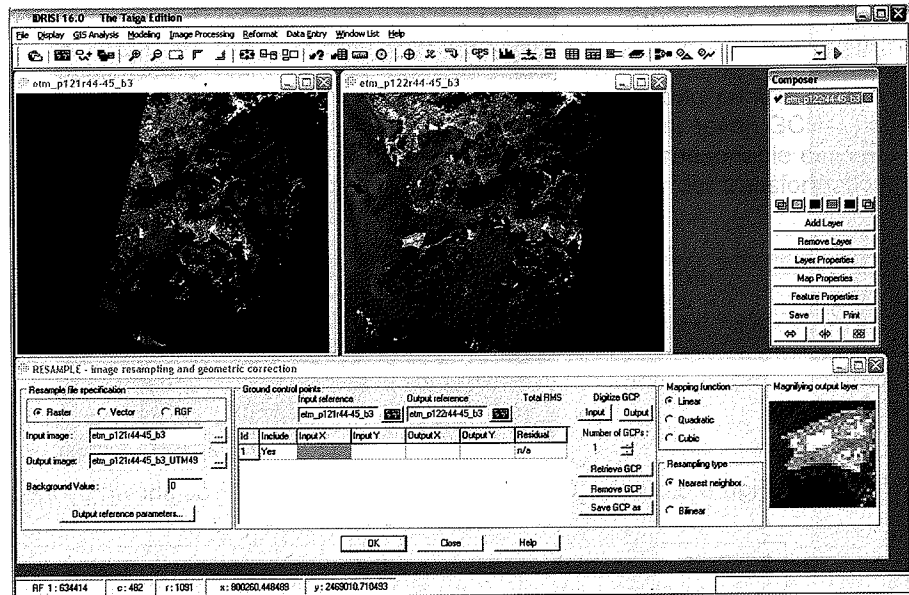 IDRISI 16.0 The Taiga Edition
File Display GIS Analysis Modeling Image Processing Reformat Data Entry Window List Help
GPS
etm_p121r44-45_b3
etm_p122r44-45_b3
Composer
etm_p122r44-45_b3
Add Layer
Remove Layer
Layer Properties
Map Properties
Feature Properties
Save Print
RESAMPLE - image resampling and geometric correction
Resample file specification
Raster Vector RGF
Input image: etm_p121r44-45_b3 ...
Output image: etm_p121r44-45_b3_UTM49 ...
Background Value: 0
Output reference parameters...
Ground control points
Input reference Output reference Total RMS
etm_p121r44-45_b3 etm_p122r44-45_b3
Id Include Input X Input Y Output X Output Y Residual
1 Yes n/a
Digitize GCP
Input Output
Number of GCPs:
1
Retrieve GCP
Remove GCP
Save GCP as
Mapping function
Linear
Quadratic
Cubic
Resampling type
Nearest neighbor
Bilinear
Magnifying output layer
OK Close Help
RF 1: 634414 c: 482 r: 1091 x: 800260.448489 y: 2469010.710493